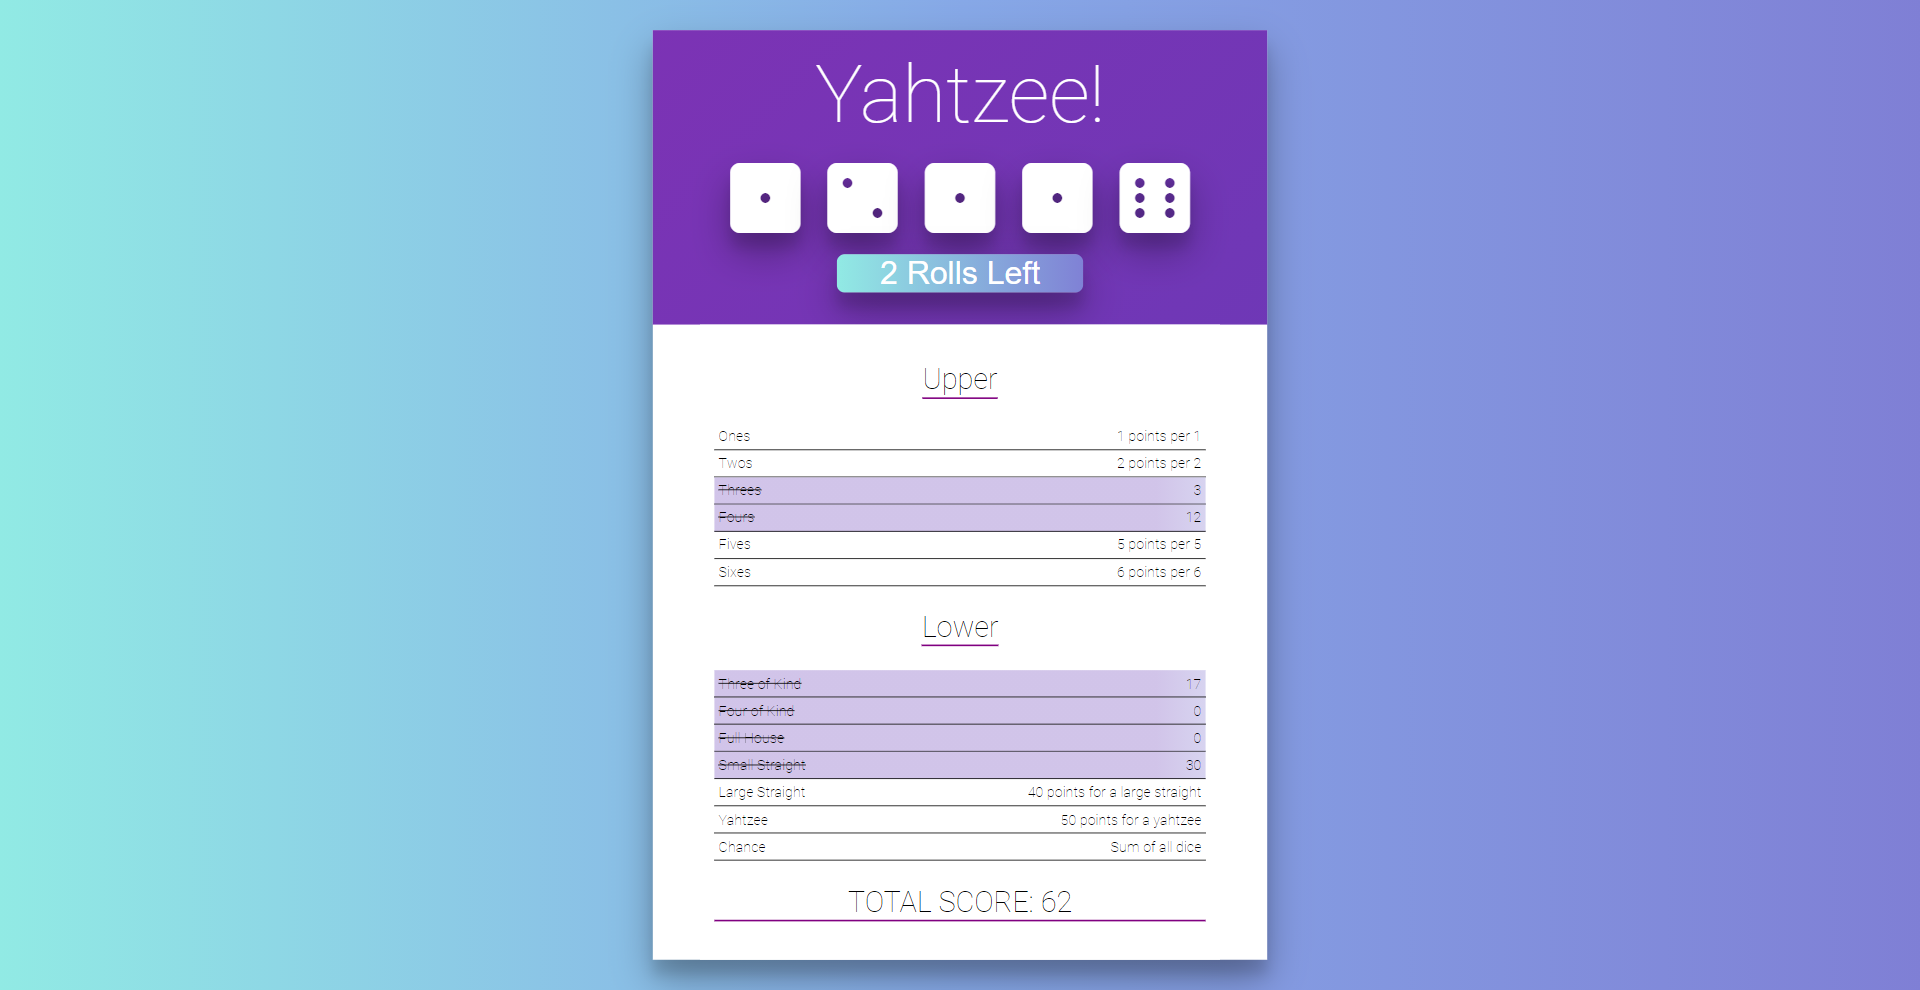 Yahtzee!
2 Rolls Left
Upper
Ones 1 points per 1
Twos 2 points per 2
Threes 3
Fours 12
Fives 5 points per 5
Sixes 6 points per 6
Lower
Three of Kind 17
Four of Kind 0
Full House 0
Small Straight 30
Large Straight 40 points for a large straight
Yahtzee 50 points for a yahtzee
Chance Sum of all dice
TOTAL SCORE: 62